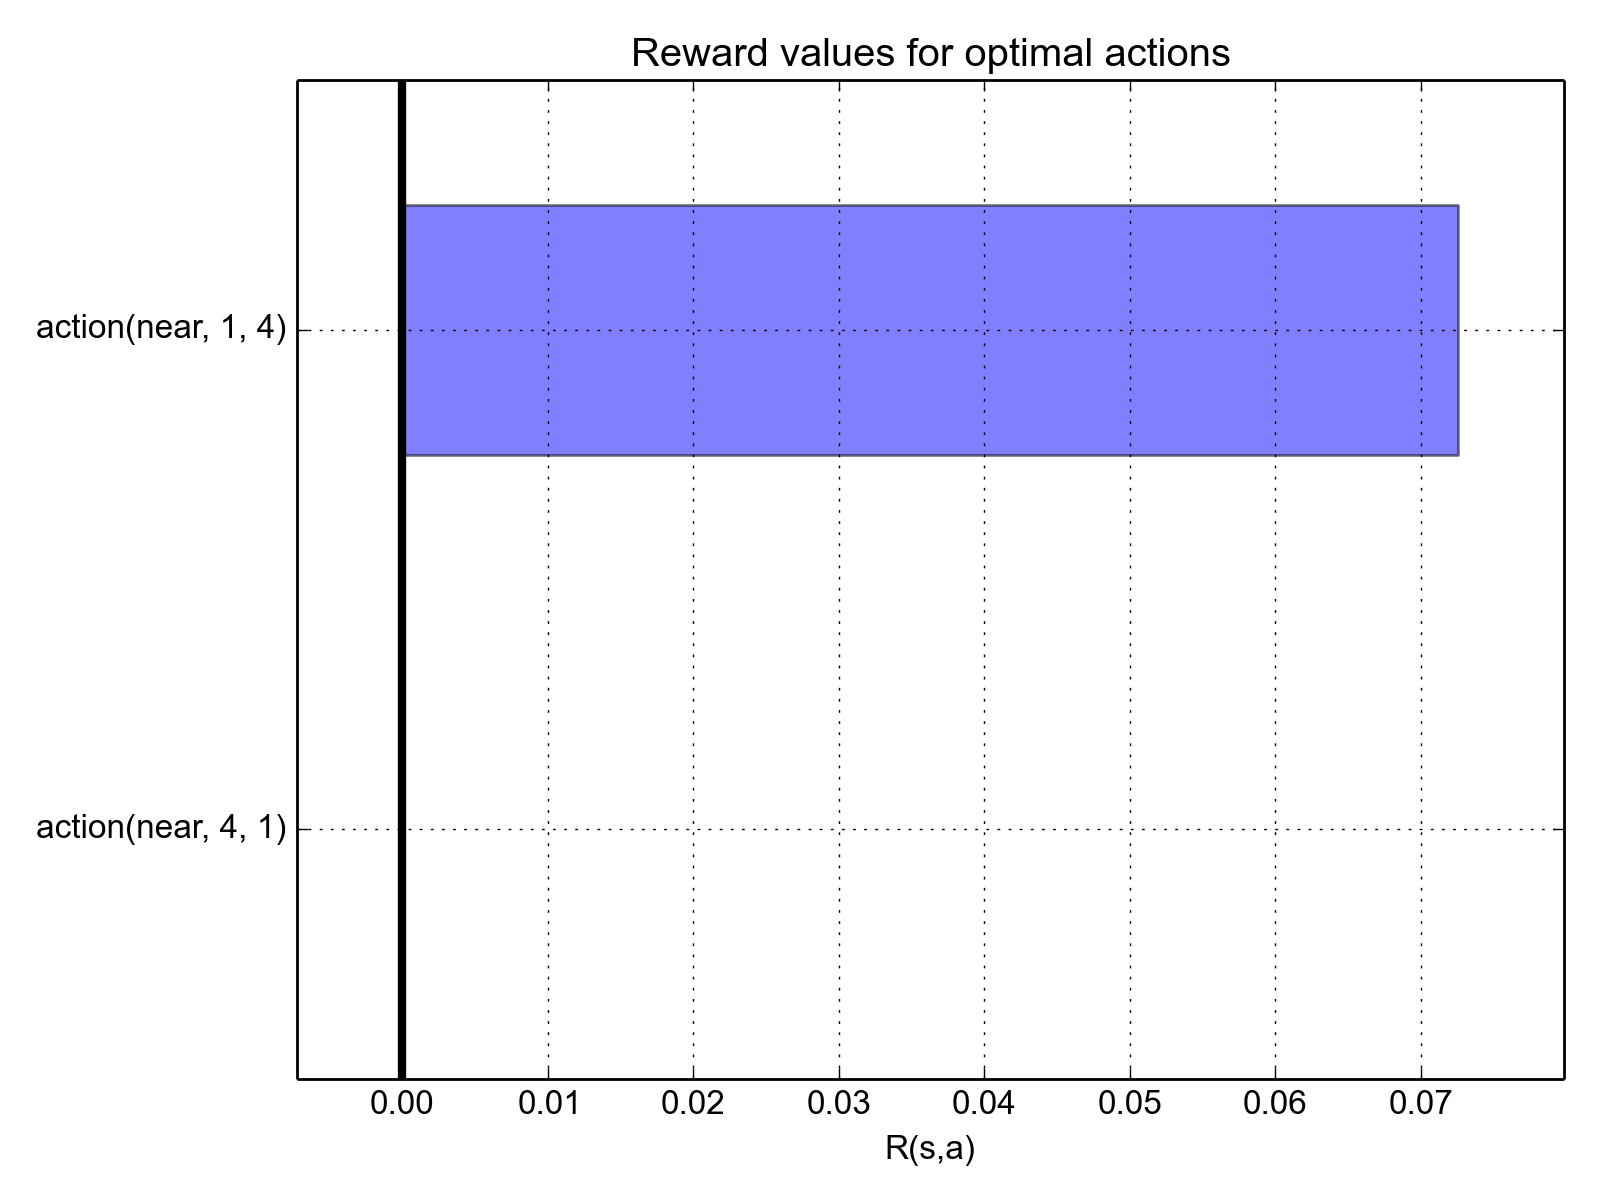 Reward values for optimal actions
action(near, 1, 4)
action(near, 4, 1)
0.00 0.01 0.02 0.03 0.04 0.05 0.06 0.07
R(s,a)